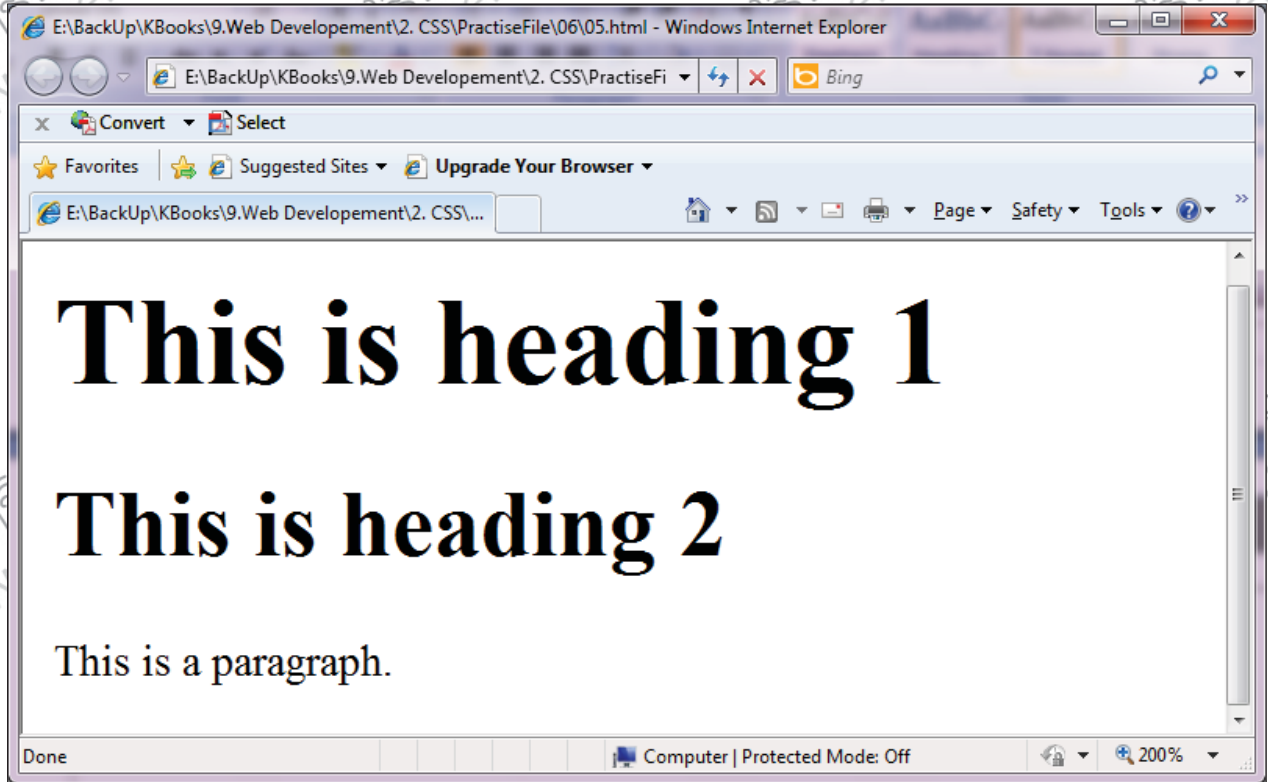 E:\BackUp\KBooks\9.Web Developement\2. CSS\PractiseFile\06\05.html - Windows Internet Explorer
E:\BackUp\KBooks\9.Web Developement\2. CSS\PractiseFi Bing
x Convert Select
Favorites Suggested Sites Upgrade Your Browser
E:\BackUp\KBooks\9.Web Developement\2. CSS\... Page Safety Tools
This is heading 1
This is heading 2
This is a paragraph.
Done Computer | Protected Mode: Off 200%